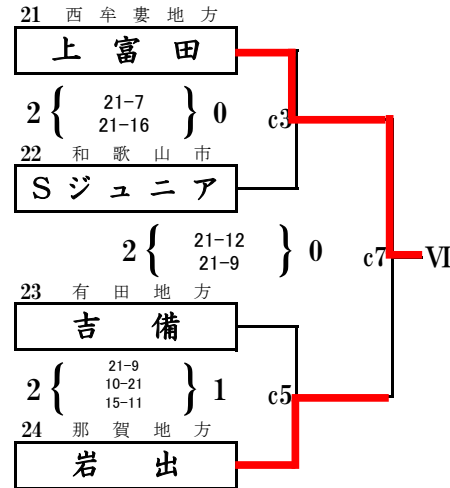 21 西牟婁地方
上富田
2 { 21-7 } 0
21-16
c3
22 和歌山市
Sジュニア
2 { 21-12 } 0
21-9
c7 Ⅵ
23 有田地方
吉備
2 { 21-9 } 1
10-21
15-11
c5
24 那賀地方
岩出